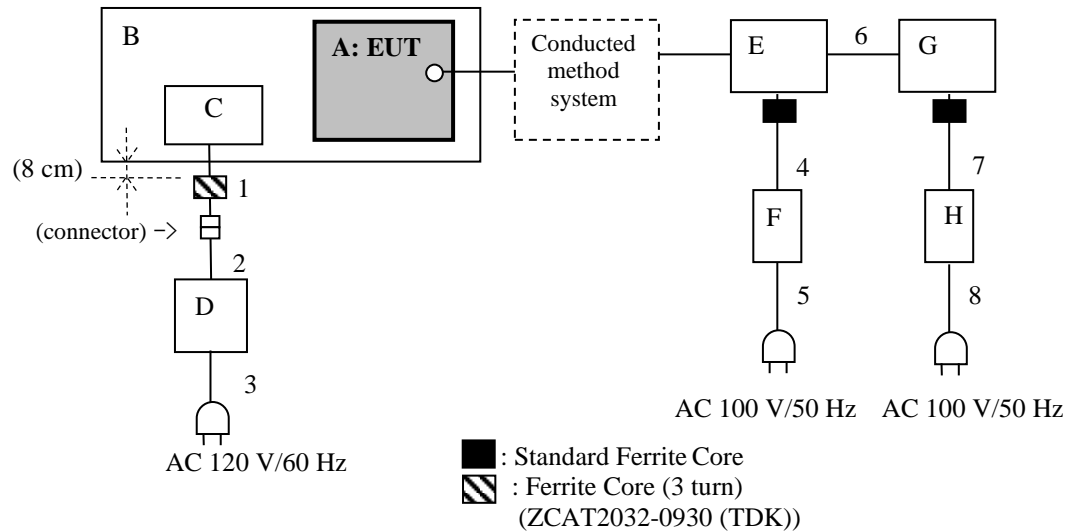 B
A: EUT
C
Conducted
method
system
E
6
G
(8 cm)
1
4
7
(connector) ->
F
H
2
D
5
8
3
AC 100 V/50 Hz
AC 100 V/50 Hz
AC 120 V/60 Hz
: Standard Ferrite Core
: Ferrite Core (3 turn)
(ZCAT2032-0930 (TDK))